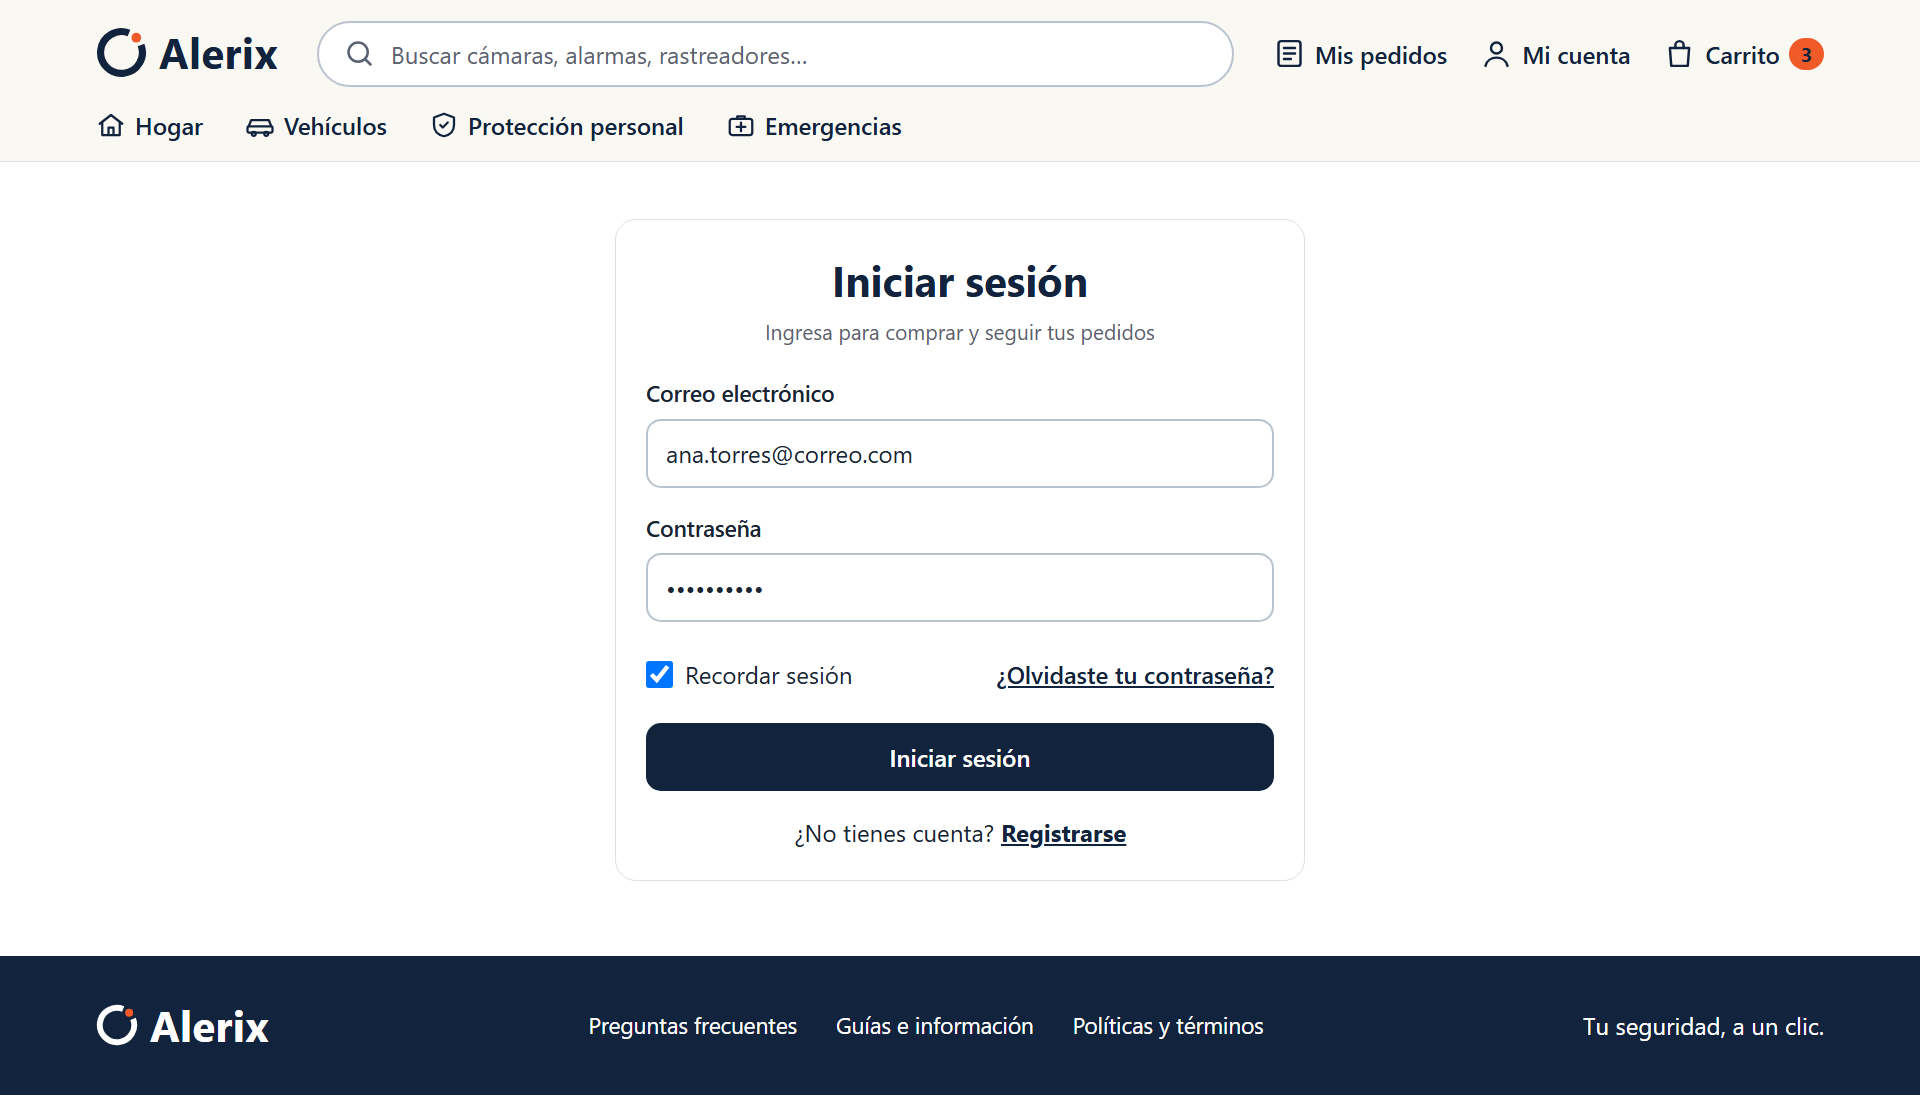 Alerix
Buscar cámaras, alarmas, rastreadores...
Mis pedidos
Mi cuenta
Carrito 3
Hogar
Vehículos
Protección personal
Emergencias
Iniciar sesión
Ingresa para comprar y seguir tus pedidos
Correo electrónico
ana.torres@correo.com
Contraseña
••••••••••
Recordar sesión
¿Olvidaste tu contraseña?
Iniciar sesión
¿No tienes cuenta? Registrarse
Alerix
Preguntas frecuentes
Guías e información
Políticas y términos
Tu seguridad, a un clic.